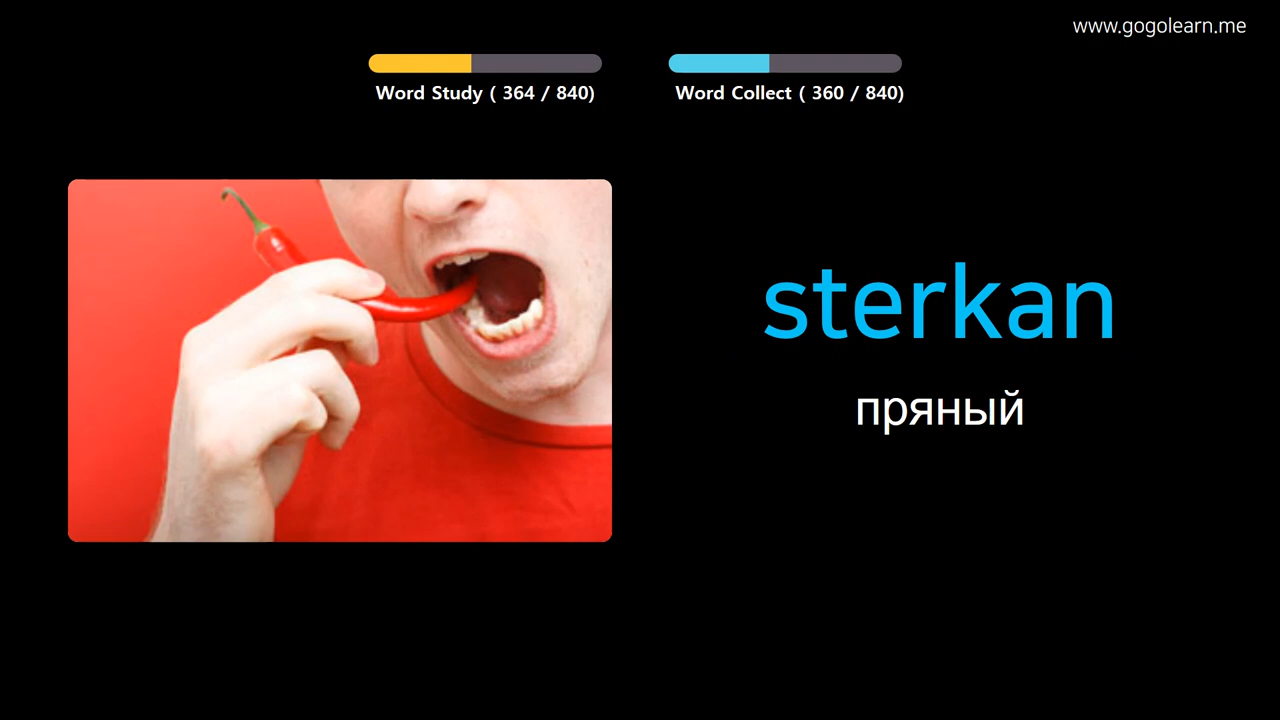 www.gogolearn.me
Word Study ( 364 / 840)
Word Collect ( 360 / 840)
sterkan
пряный